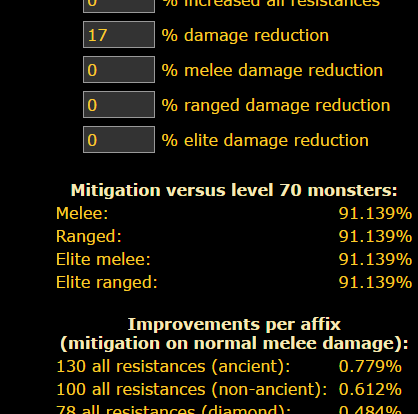 0 % increased all resistances
17 % damage reduction
0 % melee damage reduction
0 % ranged damage reduction
0 % elite damage reduction
Mitigation versus level 70 monsters:
Melee: 91.139%
Ranged: 91.139%
Elite melee: 91.139%
Elite ranged: 91.139%
Improvements per affix
(mitigation on normal melee damage):
130 all resistances (ancient): 0.779%
100 all resistances (non-ancient): 0.612%
78 all resistances (diamond): 0.484%